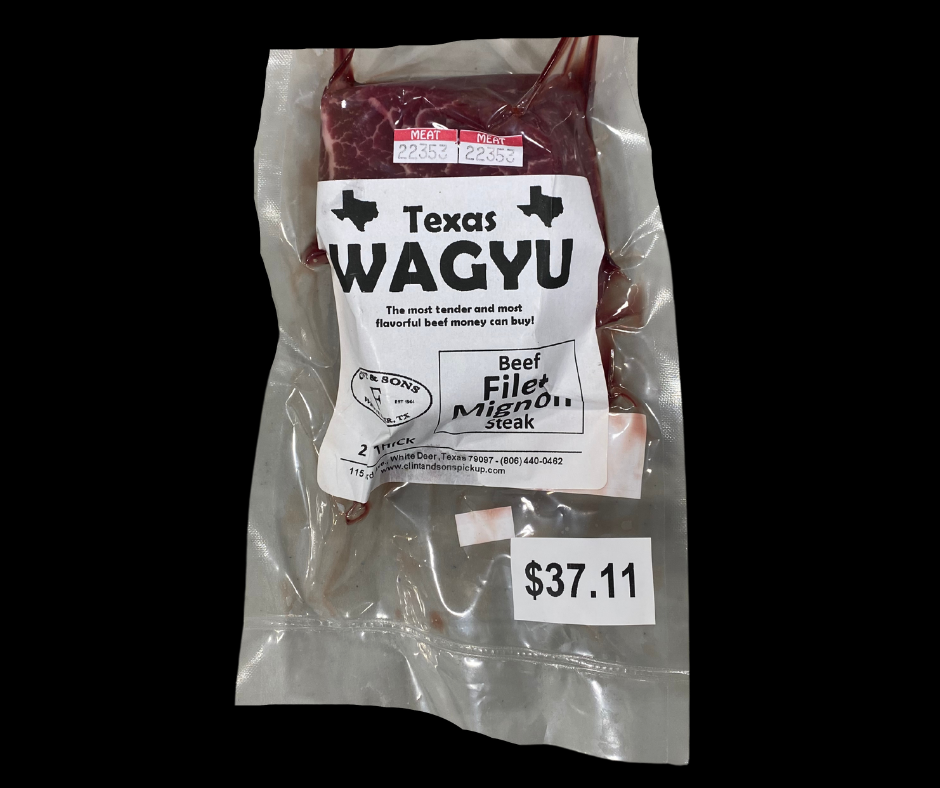 MEAT MEAT
22353 22353
Texas
WAGYU
The most tender and most
flavorful beef money can buy!
Beef
Filet
Mignon
Steak
& SONS
EST
TX
2 THICK
White Deer, Texas 79097 - (806) 440-0462
115 www.clintandsonspickup.com
$37.11